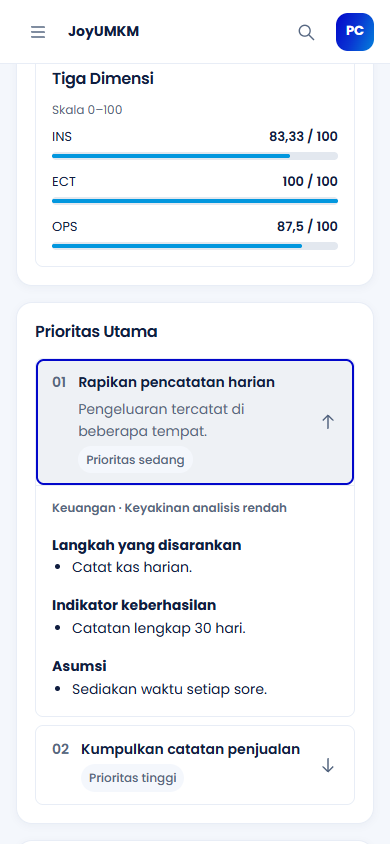 JoyUMKM
PC
Tiga Dimensi
Skala 0–100
INS 83,33 / 100
ECT 100 / 100
OPS 87,5 / 100
Prioritas Utama
01 Rapikan pencatatan harian
Pengeluaran tercatat di
beberapa tempat.
Prioritas sedang
Keuangan · Keyakinan analisis rendah
Langkah yang disarankan
• Catat kas harian.
Indikator keberhasilan
• Catatan lengkap 30 hari.
Asumsi
• Sediakan waktu setiap sore.
02 Kumpulkan catatan penjualan
Prioritas tinggi